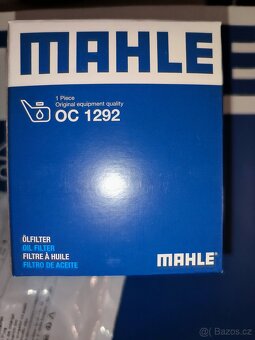 MAHLE
1 Piece
Original equipment quality
OC 1292
ÖLFILTER
OIL FILTER
FILTRE À HUILE
FILTRO DE ACEITE
MAHLE
Bazos.cz